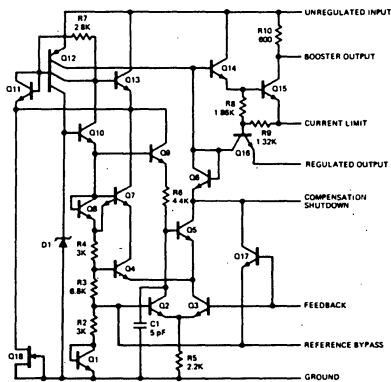 R7
2.8K
UNREGULATED INPUT
R10
600
Q12
BOOSTER OUTPUT
Q11
Q13
Q14
Q15
R8
1.86K
CURRENT LIMIT
R9
1.32K
Q10
Q9
Q16
REGULATED OUTPUT
Q6
R6
4.4K
COMPENSATION
SHUTDOWN
Q8
Q7
Q5
Q17
D1
R4
3K
Q4
R3
6.8K
Q2
Q3
FEEDBACK
C1
5 pF
REFERENCE BYPASS
R2
3K
Q18
Q1
R5
2.2K
GROUND